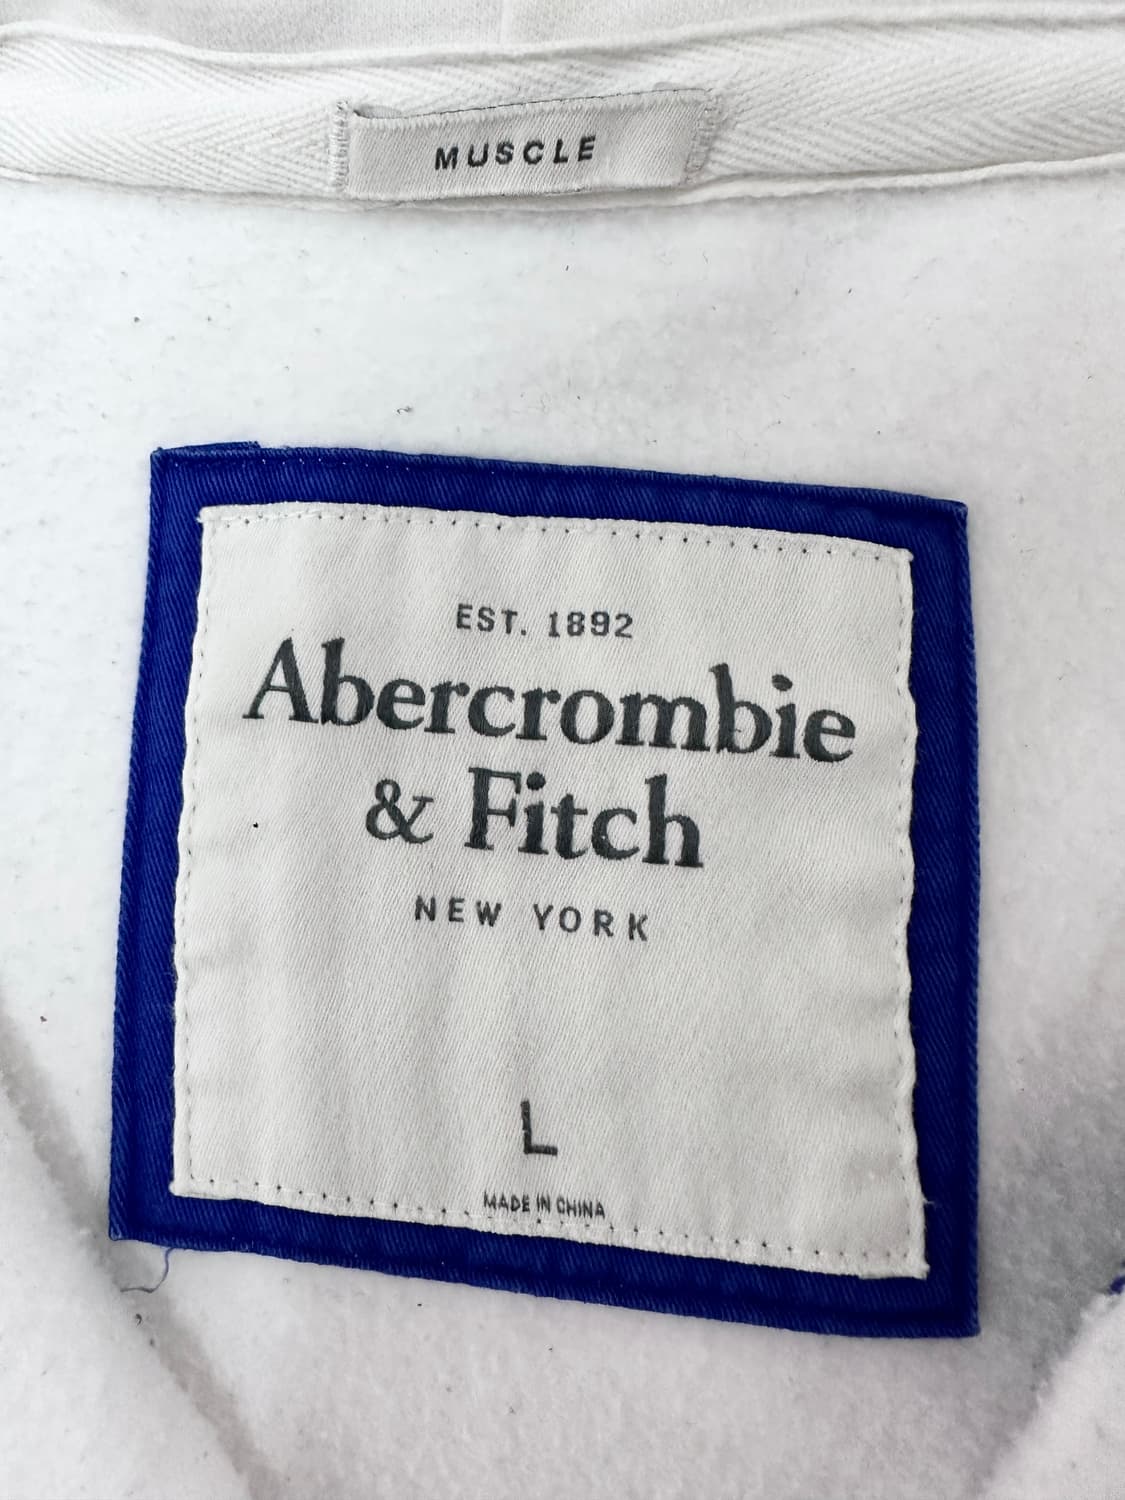 MUSCLE
EST. 1892
Abercrombie
& Fitch
NEW YORK
L
MADE IN CHINA